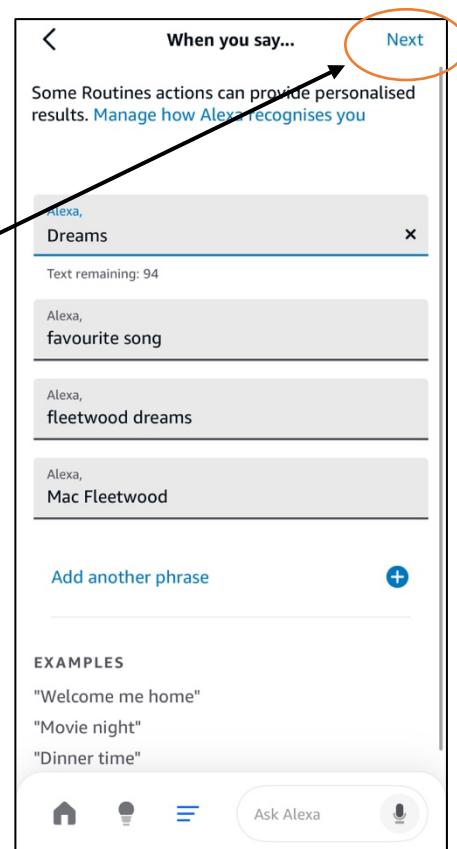 When you say...
Next
Some Routines actions can provide personalised
results. Manage how Alexa recognises you
Alexa,
Dreams
Text remaining: 94
Alexa,
favourite song
Alexa,
fleetwood dreams
Alexa,
Mac Fleetwood
Add another phrase
EXAMPLES
"Welcome me home"
"Movie night"
"Dinner time"
Ask Alexa